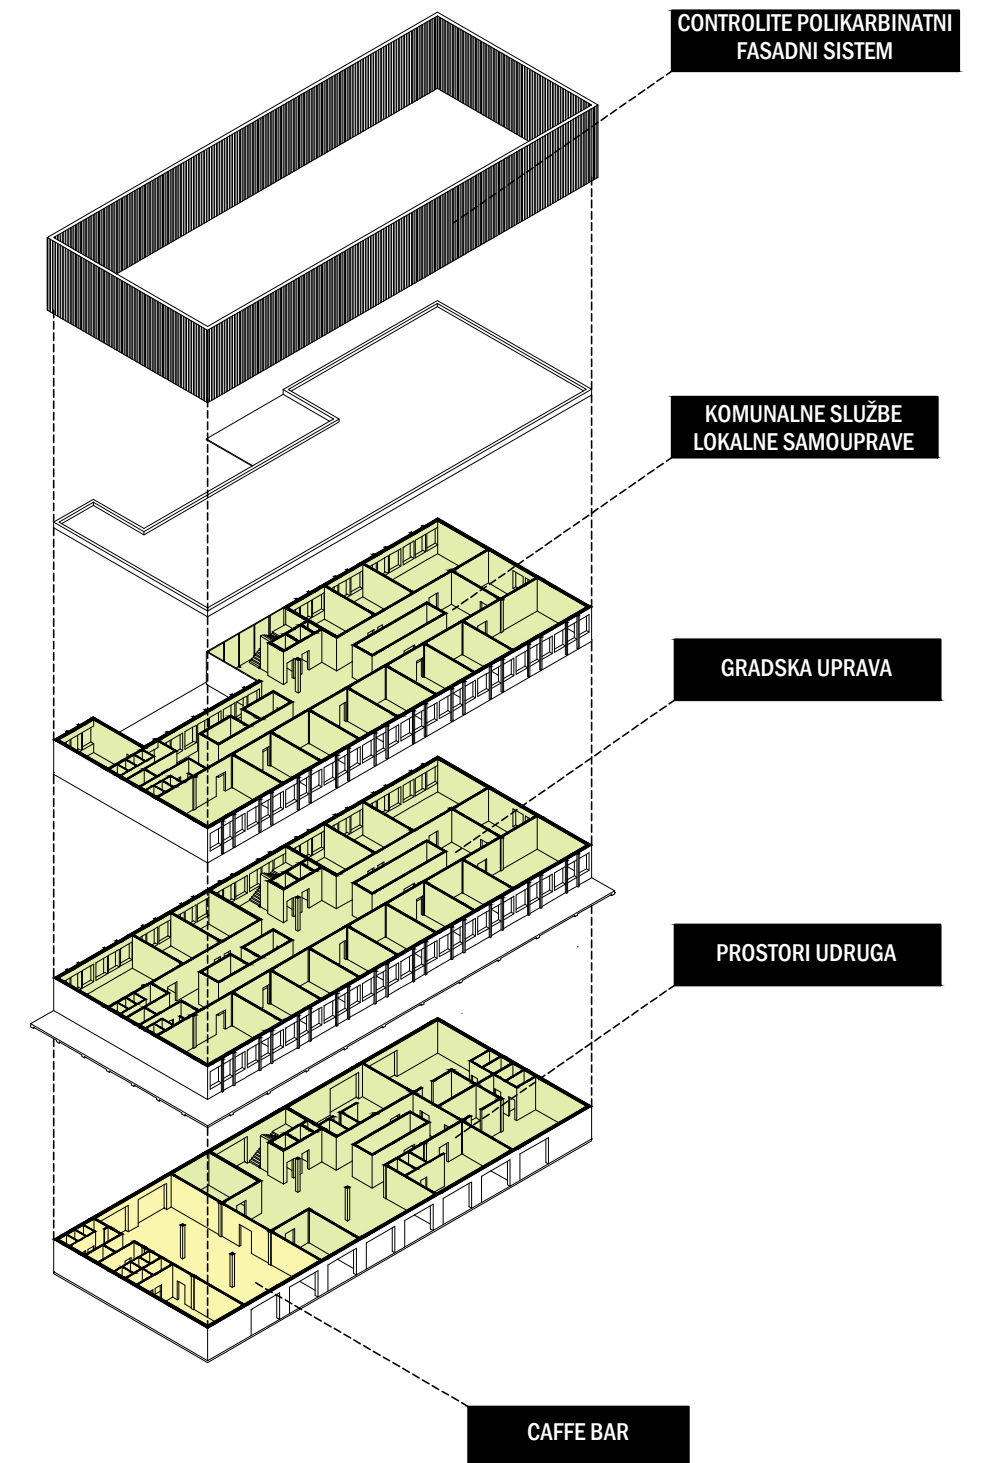 CONTROLITE POLIKARBINATNI
FASADNI SISTEM
KOMUNALNE SLUŽBE
LOKALNE SAMOUPRAVE
GRADSKA UPRAVA
PROSTORI UDRUGA
CAFFE BAR